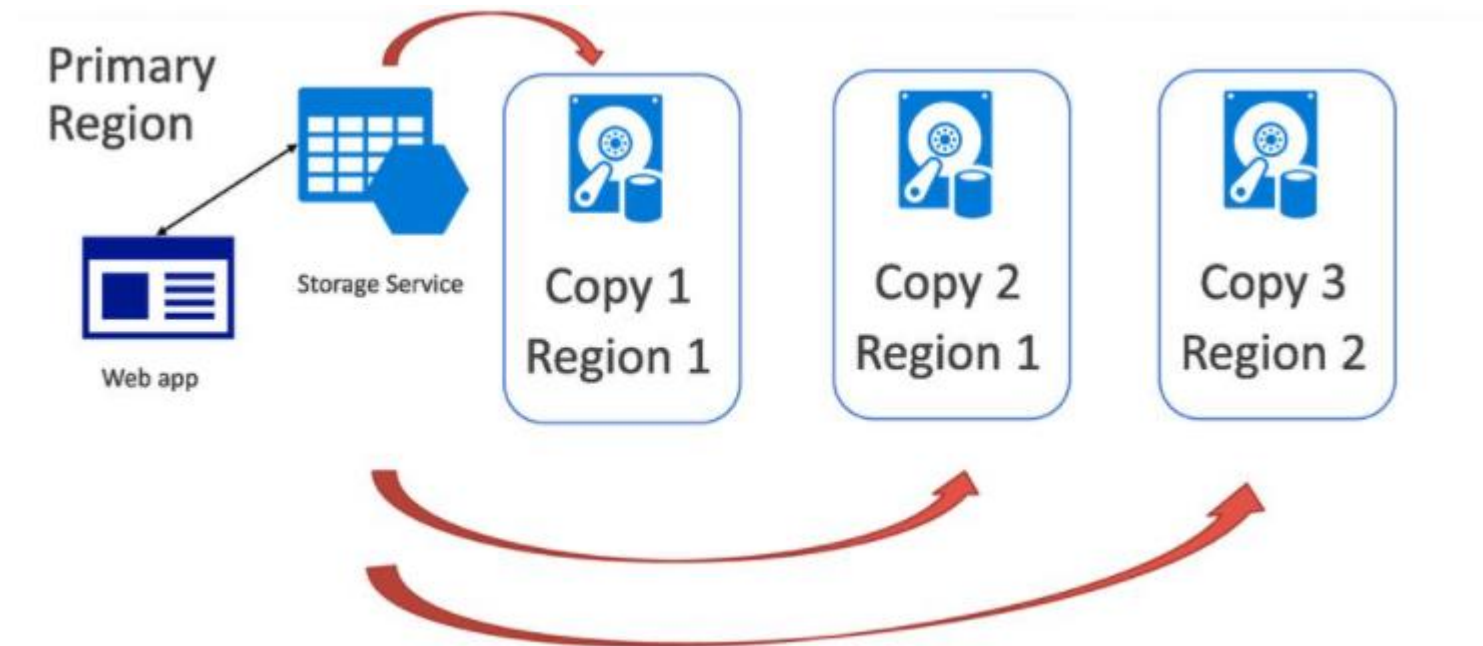 Primary
Region
Storage Service
Web app
Copy 1
Region 1
Copy 2
Region 1
Copy 3
Region 2